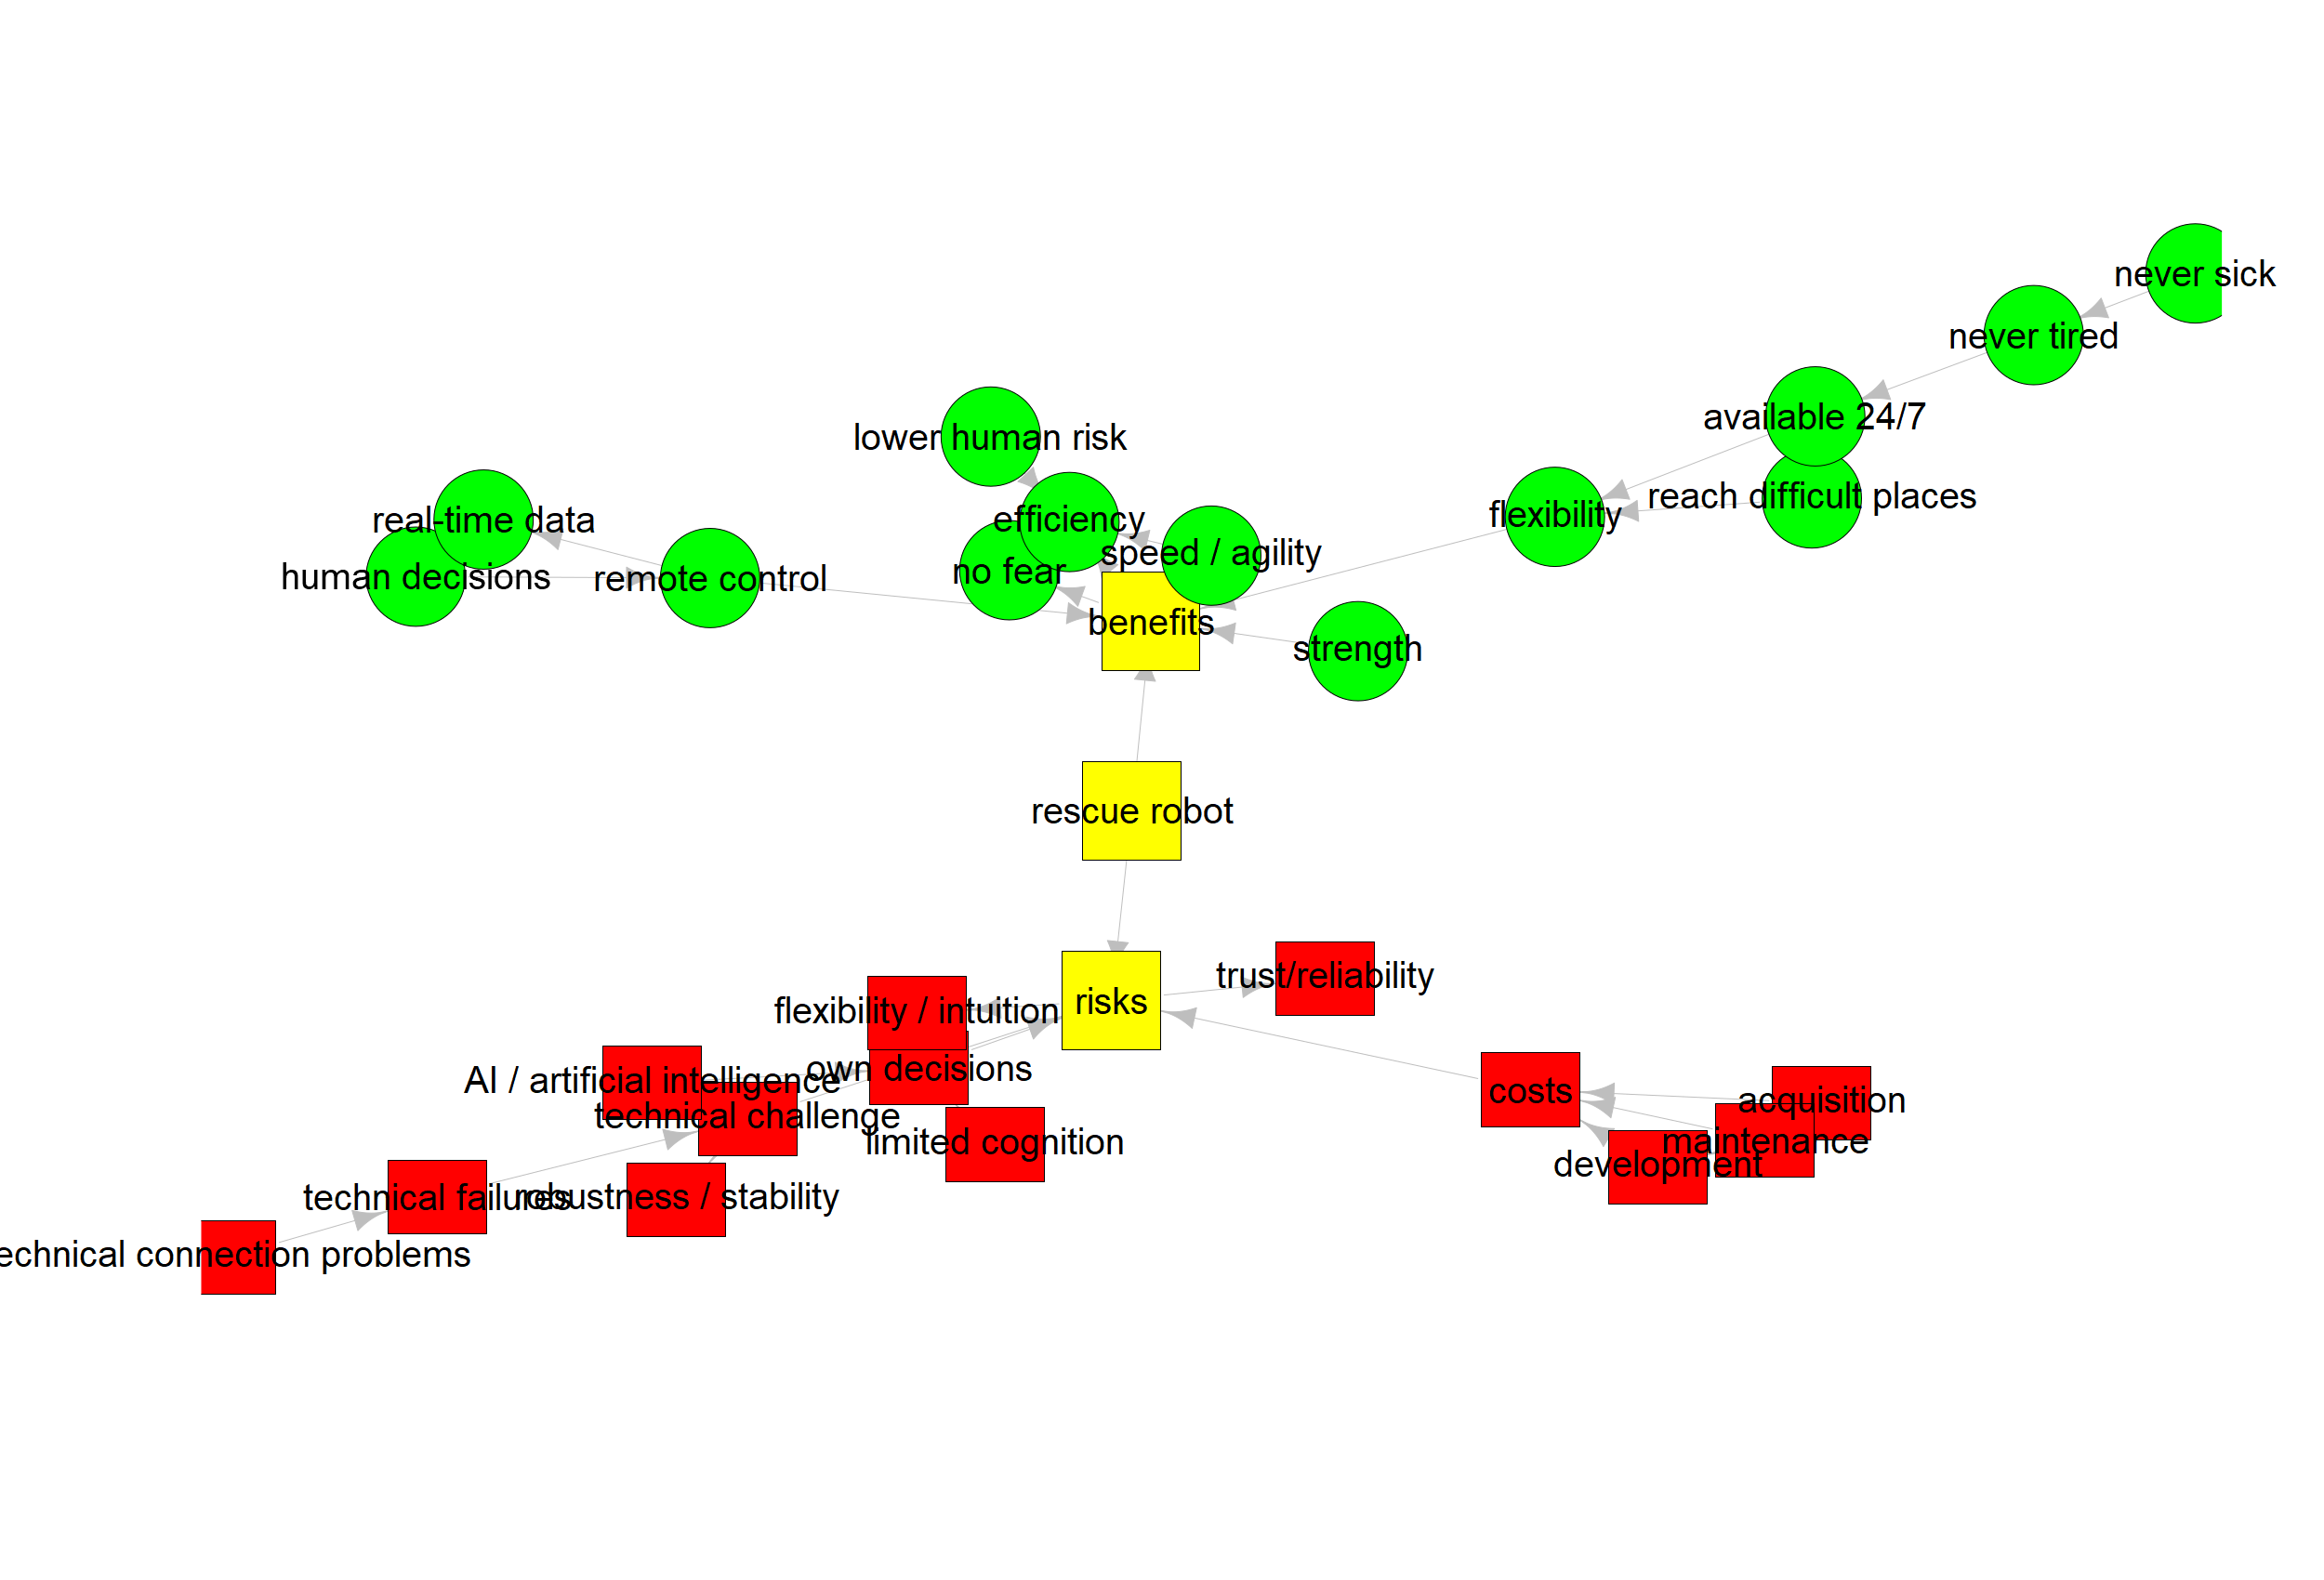 never sick
never tired
available 24/7
lower human risk
reach difficult places
flexibility
efficiency
real-time data
speed / agility
no fear
human decisions
remote control
benefits
strength
rescue robot
trust/reliability
risks
flexibility / intuition
own decisions
AI / artificial intelligence
costs
acquisition
technical challenge
limited cognition
maintenance
development
technical failures
robustness / stability
echnical connection problems